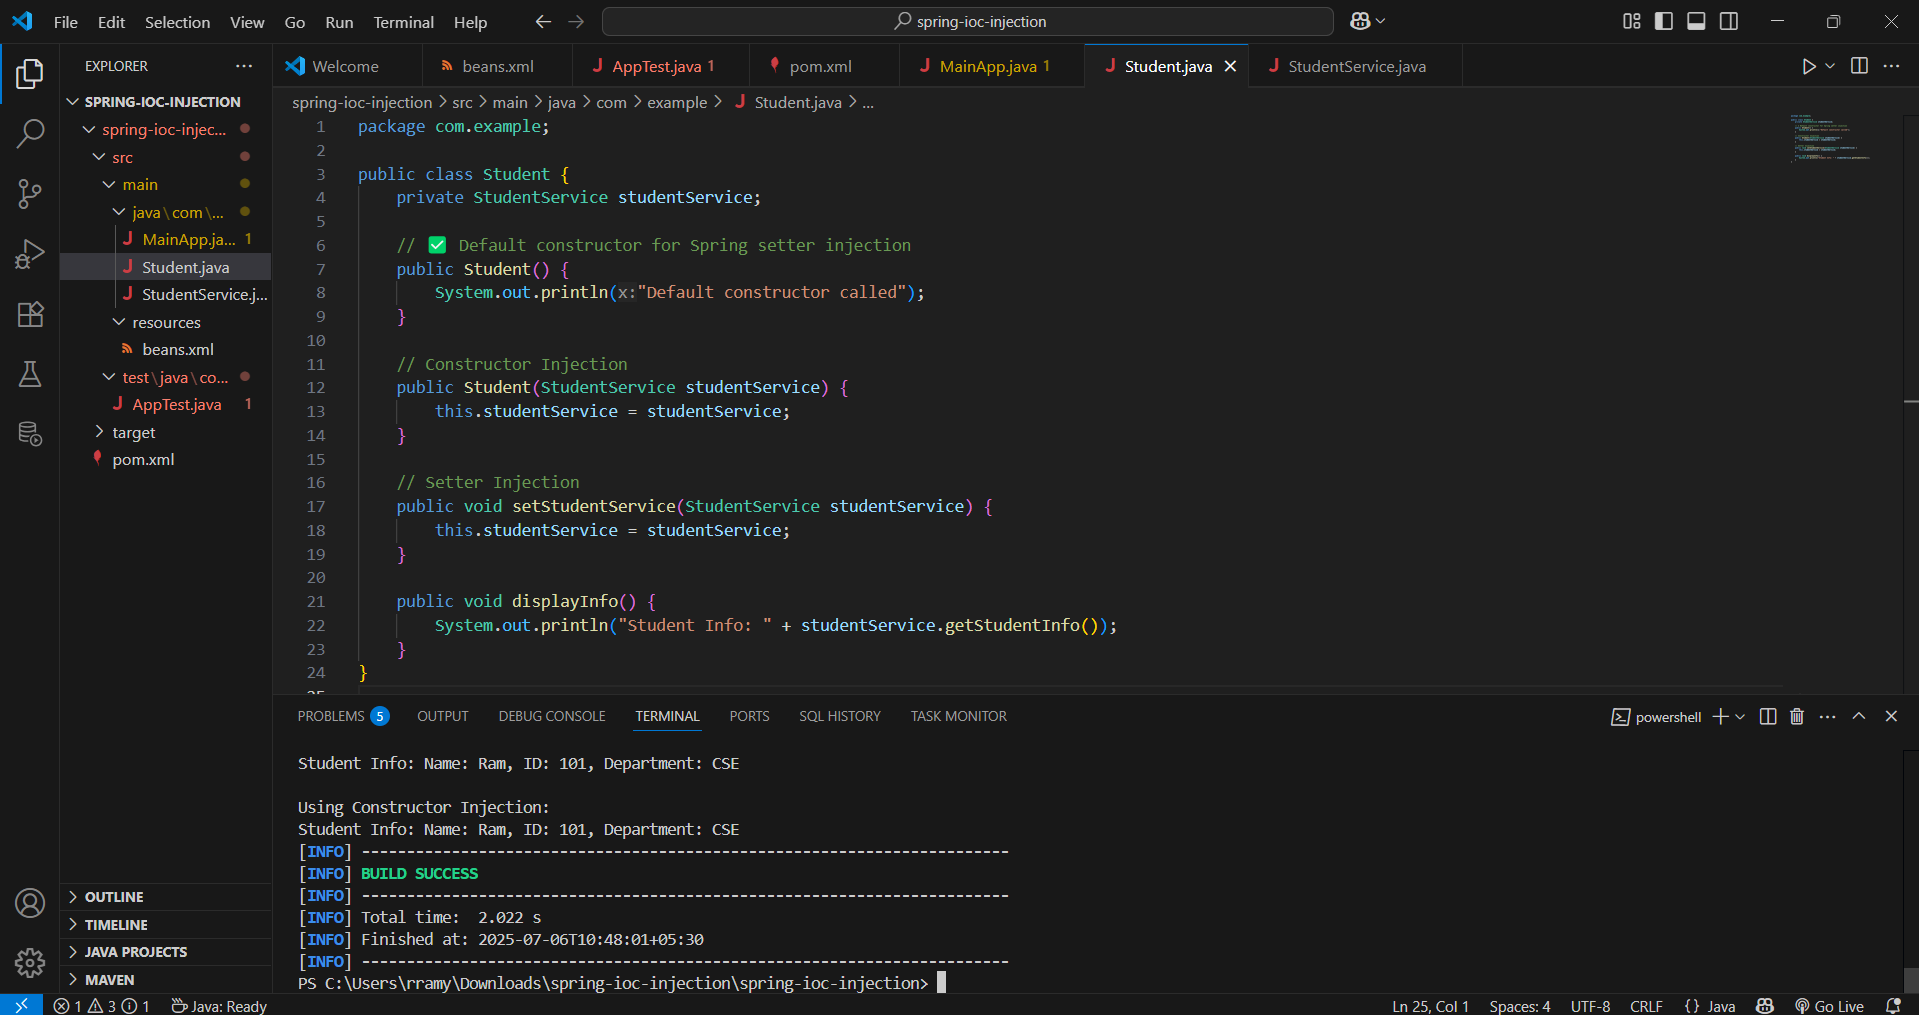 File Edit Selection View Go Run Terminal Help
spring-ioc-injection
EXPLORER
SPRING-IOC-INJECTION
spring-ioc-injec...
src
main
java\com\...
MainApp.ja... 1
Student.java
StudentService.j...
resources
beans.xml
test\java\co...
AppTest.java 1
target
pom.xml
OUTLINE
TIMELINE
JAVA PROJECTS
MAVEN
Welcome beans.xml AppTest.java 1 pom.xml MainApp.java 1 Student.java StudentService.java
spring-ioc-injection > src > main > java > com > example > Student.java > ...
1 package com.example;
2
3 public class Student {
4 private StudentService studentService;
5
6 // ✅ Default constructor for Spring setter injection
7 public Student() {
8 System.out.println(x:"Default constructor called");
9 }
10
11 // Constructor Injection
12 public Student(StudentService studentService) {
13 this.studentService = studentService;
14 }
15
16 // Setter Injection
17 public void setStudentService(StudentService studentService) {
18 this.studentService = studentService;
19 }
20
21 public void displayInfo() {
22 System.out.println("Student Info: " + studentService.getStudentInfo());
23 }
24 }
25
PROBLEMS 5 OUTPUT DEBUG CONSOLE TERMINAL PORTS SQL HISTORY TASK MONITOR
powershell
Student Info: Name: Ram, ID: 101, Department: CSE
Using Constructor Injection:
Student Info: Name: Ram, ID: 101, Department: CSE
[INFO] ------------------------------------------------------------------------
[INFO] BUILD SUCCESS
[INFO] ------------------------------------------------------------------------
[INFO] Total time:  2.022 s
[INFO] Finished at: 2025-07-06T10:48:01+05:30
[INFO] ------------------------------------------------------------------------
PS C:\Users\rramy\Downloads\spring-ioc-injection\spring-ioc-injection>
1 3 1 Java: Ready
Ln 25, Col 1 Spaces: 4 UTF-8 CRLF {} Java Go Live